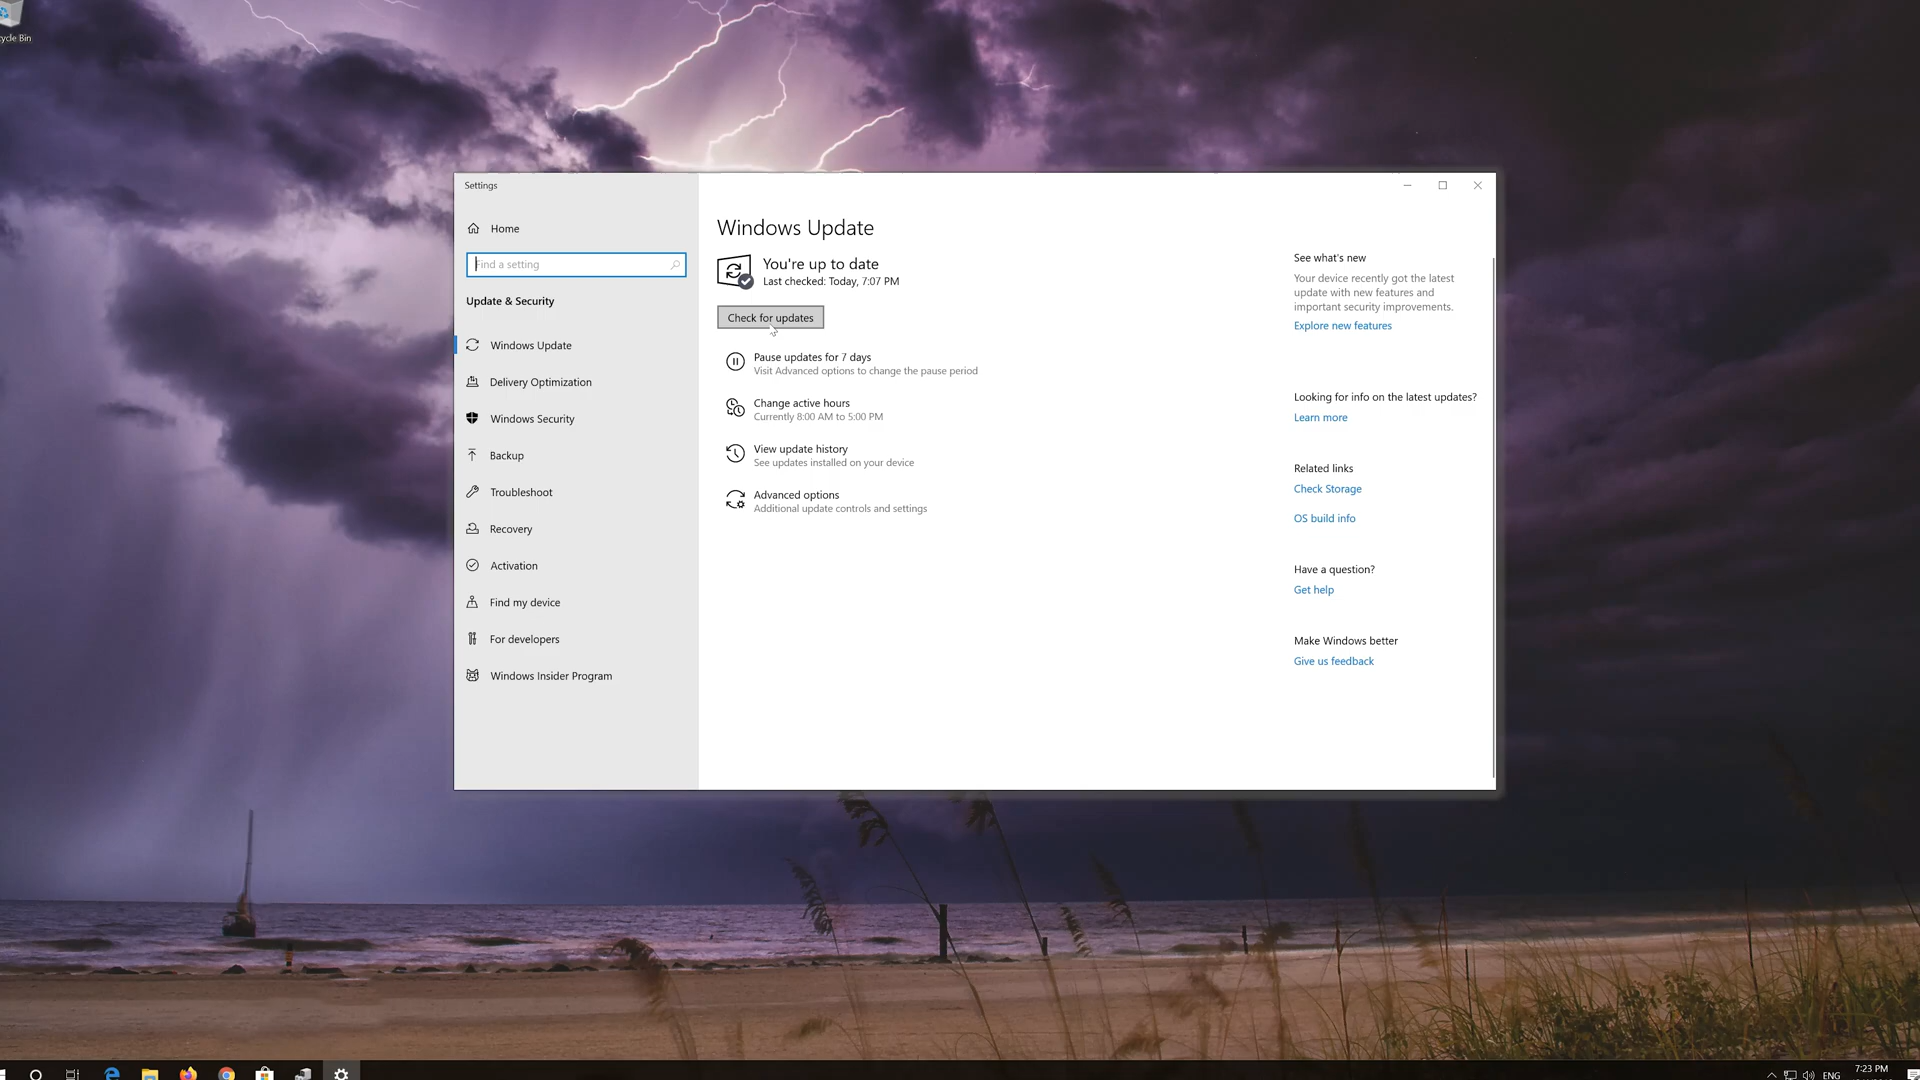 cycle Bin
Settings
Home
Find a setting
Update & Security
Windows Update
Delivery Optimization
Windows Security
Backup
Troubleshoot
Recovery
Activation
Find my device
For developers
Windows Insider Program
Windows Update
You're up to date
Last checked: Today, 7:07 PM
Check for updates
Pause updates for 7 days
Visit Advanced options to change the pause period
Change active hours
Currently 8:00 AM to 5:00 PM
View update history
See updates installed on your device
Advanced options
Additional update controls and settings
See what's new
Your device recently got the latest
update with new features and
important security improvements.
Explore new features
Looking for info on the latest updates?
Learn more
Related links
Check Storage
OS build info
Have a question?
Get help
Make Windows better
Give us feedback
ENG
7:23 PM